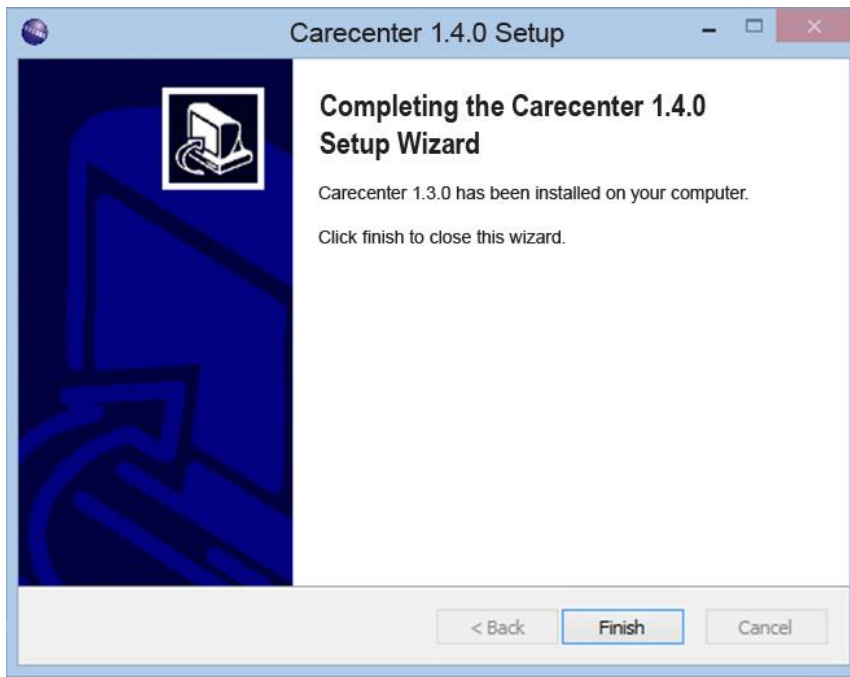 Carecenter 1.4.0 Setup
Completing the Carecenter 1.4.0
Setup Wizard
Carecenter 1.3.0 has been installed on your computer.
Click finish to close this wizard.
< Back
Finish
Cancel